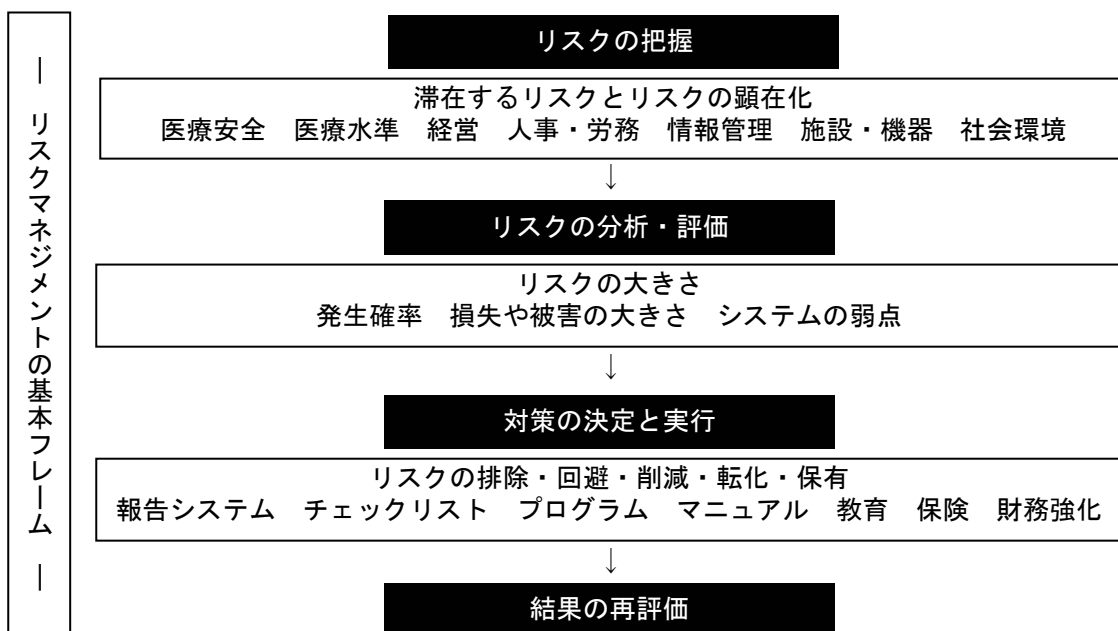 ― リスクマネジメントの基本フレーム ―
リスクの把握
滞在するリスクとリスクの顕在化
医療安全 医療水準 経営 人事・労務 情報管理 施設・機器 社会環境
↓
リスクの分析・評価
リスクの大きさ
発生確率 損失や被害の大きさ システムの弱点
↓
対策の決定と実行
リスクの排除・回避・削減・転化・保有
報告システム チェックリスト プログラム マニュアル 教育 保険 財務強化
↓
結果の再評価